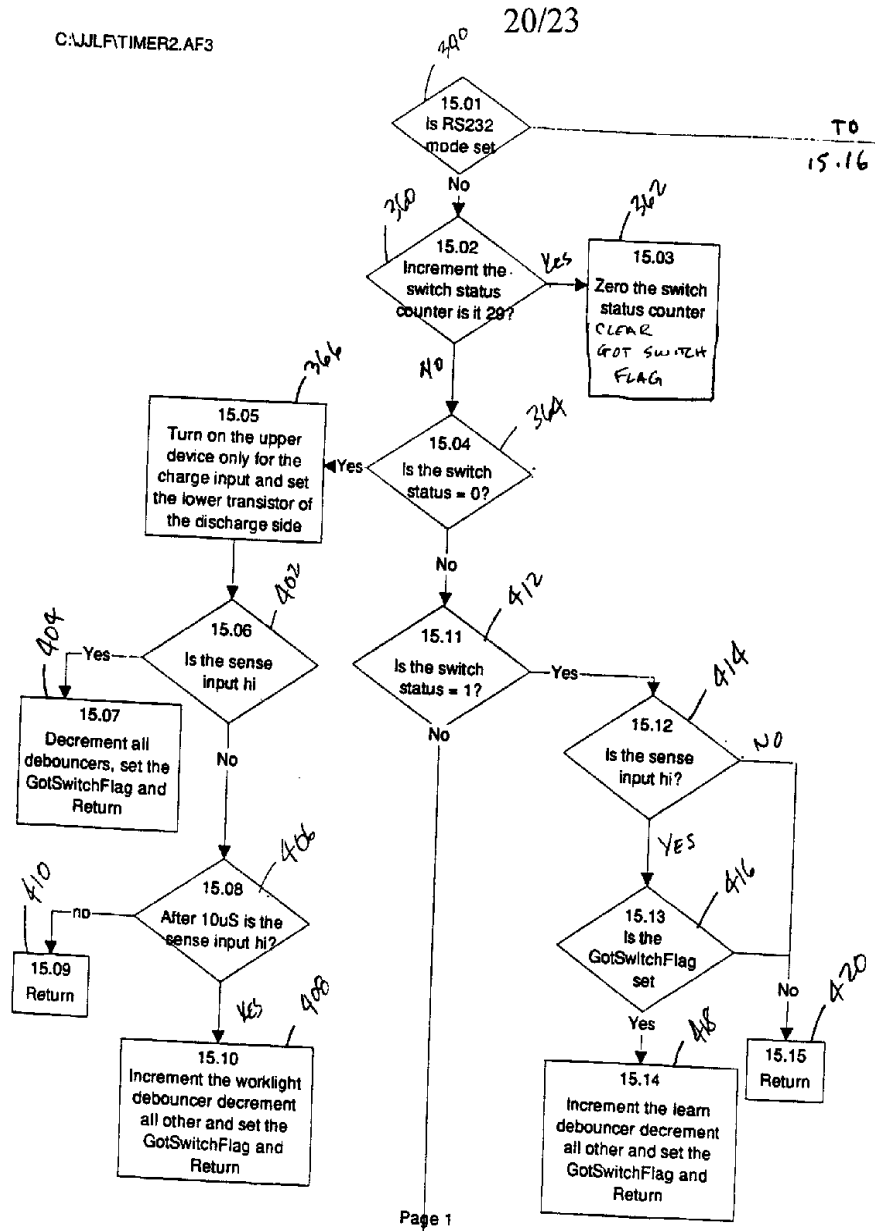 20/23
C:\JJLF\TIMER2.AF3
390
15.01
Is RS232
mode set
TO
15.16
No
360
15.02
Increment the
switch status
counter is it 29?
Yes
362
15.03
Zero the switch
status counter
CLEAR
GOT SWITCH
FLAG
NO
366
15.05
Turn on the upper
device only for the
charge input and set
the lower transistor of
the discharge side
Yes
364
15.04
Is the switch
status = 0?
No
402
15.06
Is the sense
input hi
404
Yes
15.07
Decrement all
debouncers, set the
GotSwitchFlag and
Return
No
412
15.11
Is the switch
status = 1?
Yes
No
414
15.12
Is the sense
input hi?
NO
YES
406
15.08
After 10uS is the
sense input hi?
410
no
15.09
Return
YES
408
15.10
Increment the worklight
debouncer decrement
all other and set the
GotSwitchFlag and
Return
416
15.13
Is the
GotSwitchFlag
set
No
420
15.15
Return
Yes
418
15.14
Increment the learn
debouncer decrement
all other and set the
GotSwitchFlag and
Return
Page 1